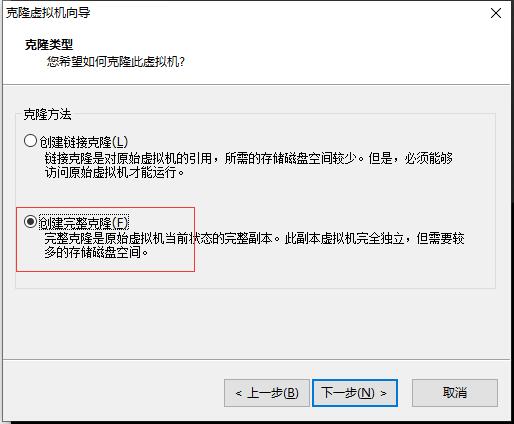 克隆虚拟机向导
克隆类型
您希望如何克隆此虚拟机?
克隆方法
创建链接克隆(L)
链接克隆是对原始虚拟机的引用，所需的存储磁盘空间较少。但是，必须能够
访问原始虚拟机才能运行。
创建完整克隆(F)
完整克隆是原始虚拟机当前状态的完整副本。此副本虚拟机完全独立，但需要较
多的存储磁盘空间。
< 上一步(B)
下一步(N) >
取消